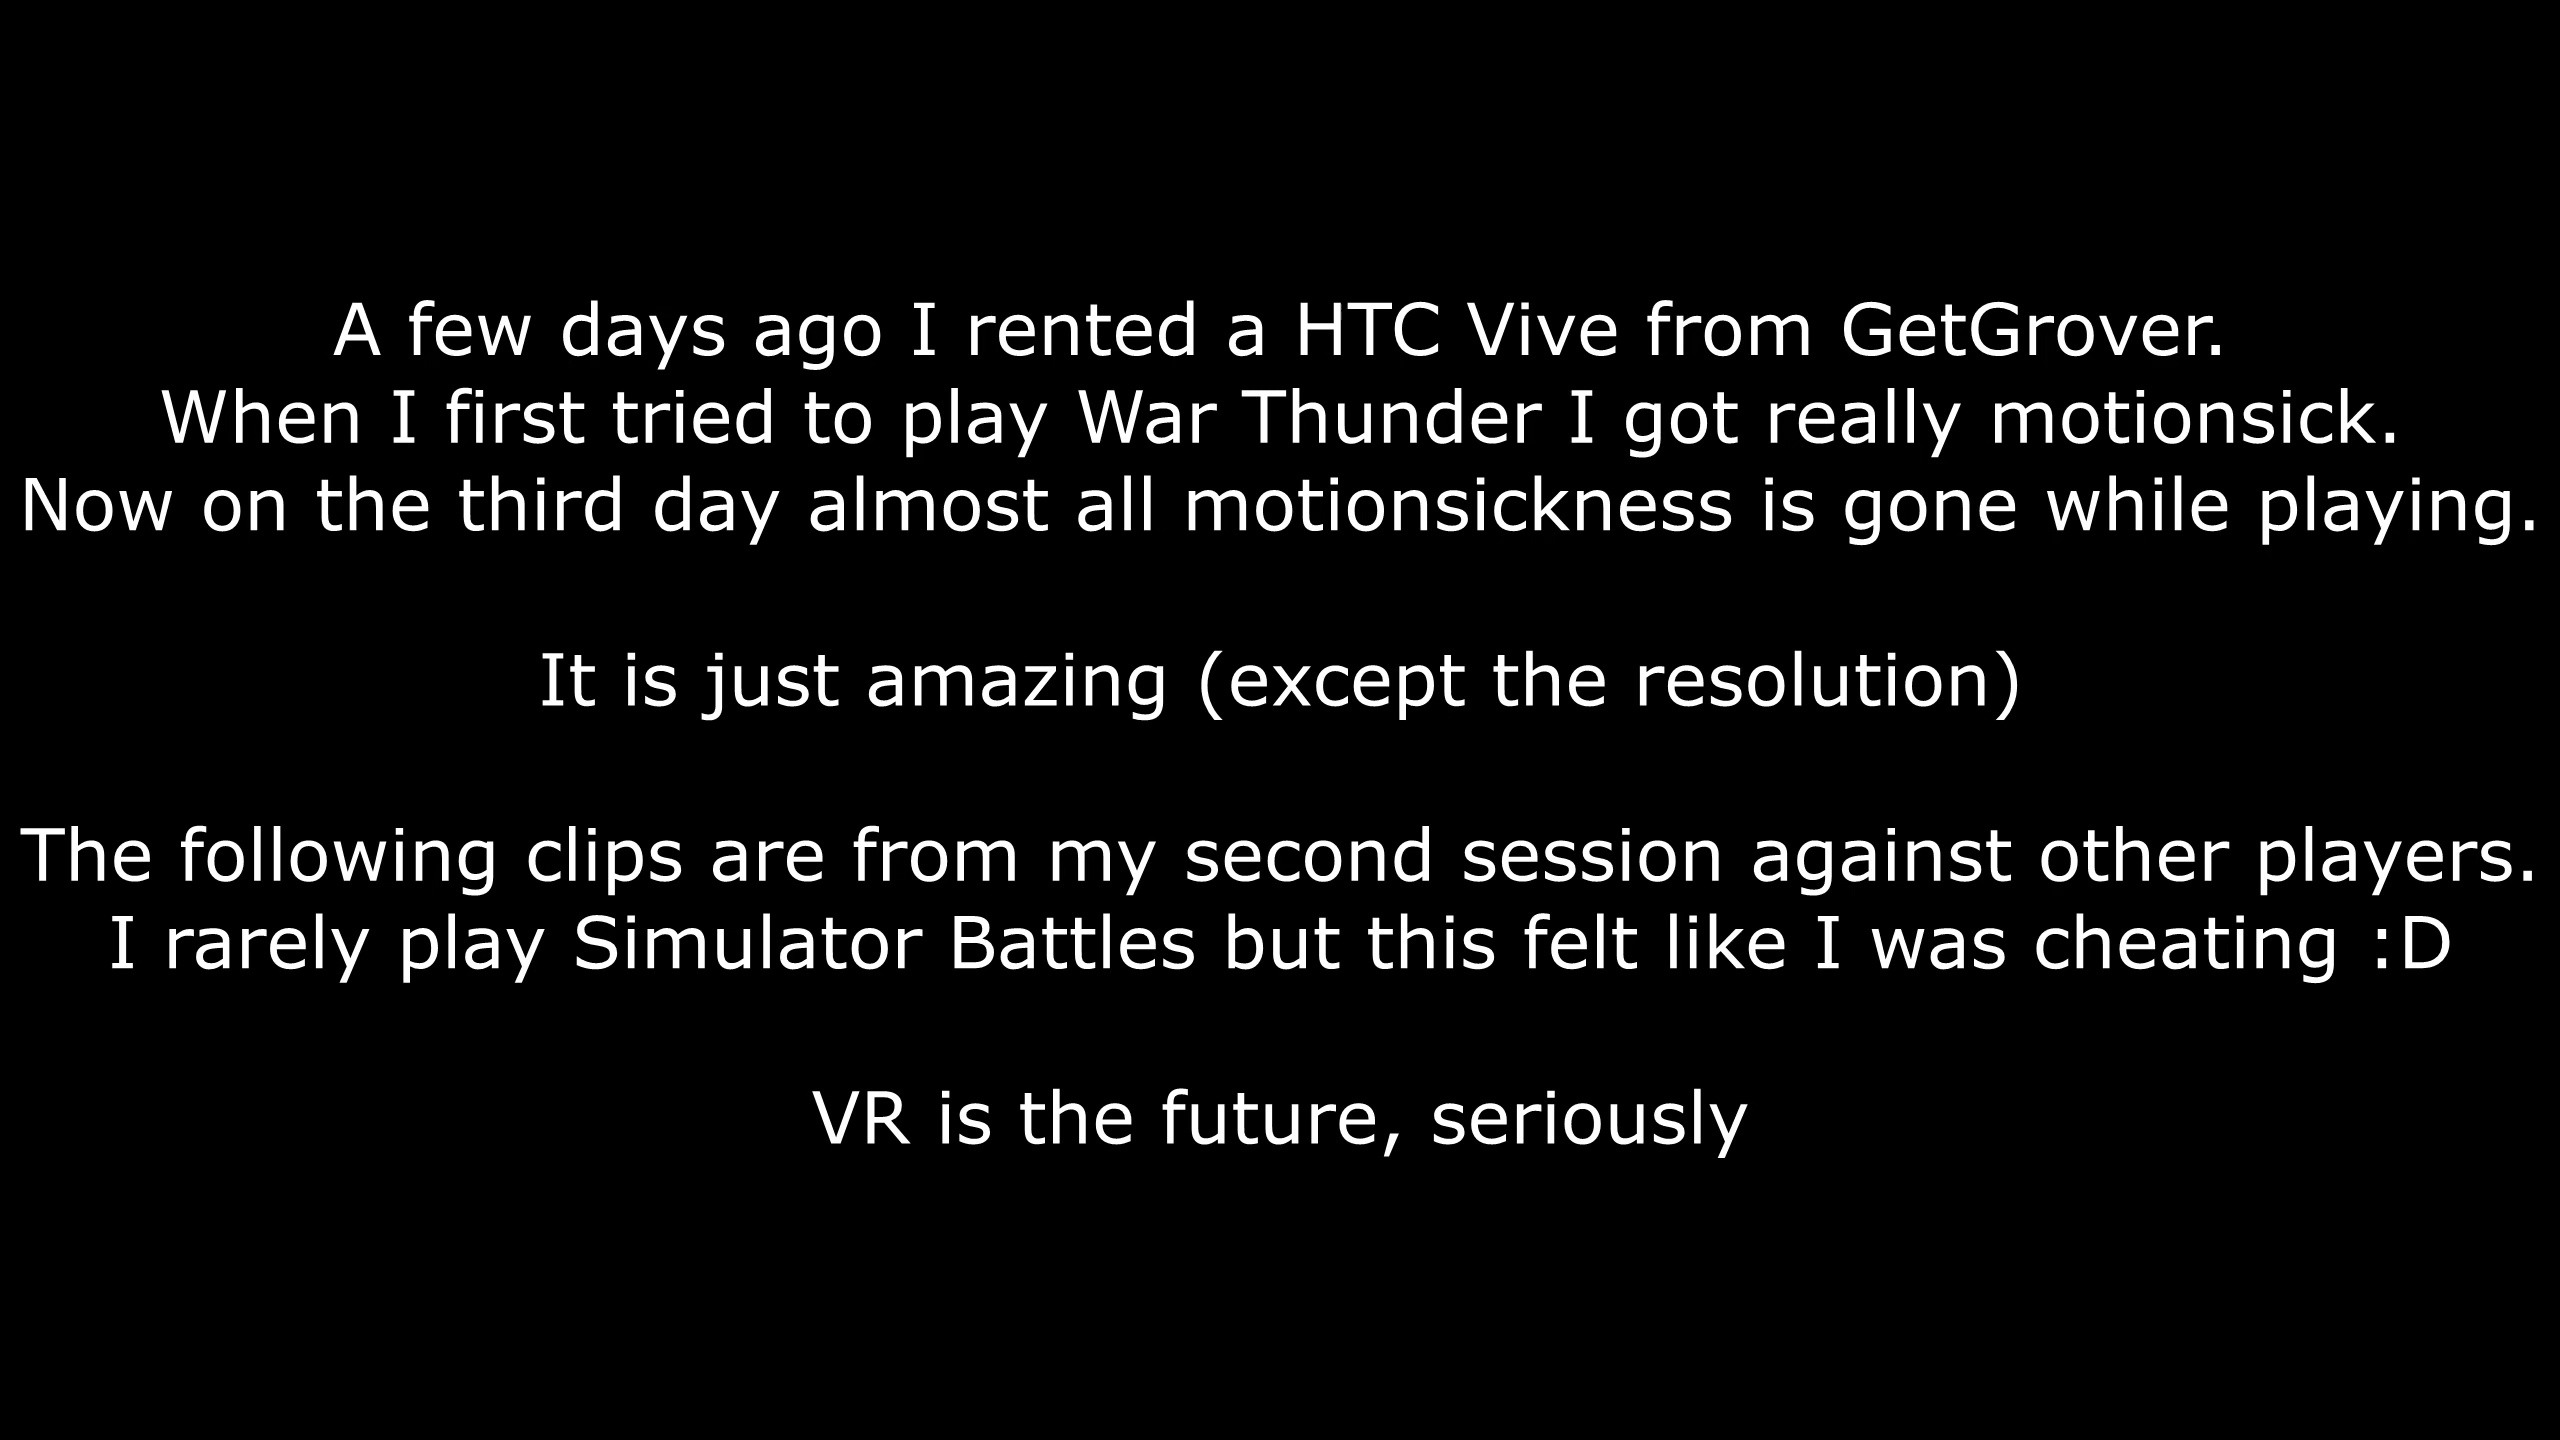 A few days ago I rented a HTC Vive from GetGrover.
When I first tried to play War Thunder I got really motionsick.
Now on the third day almost all motionsickness is gone while playing.
It is just amazing (except the resolution)
The following clips are from my second session against other players.
I rarely play Simulator Battles but this felt like I was cheating :D
VR is the future, seriously